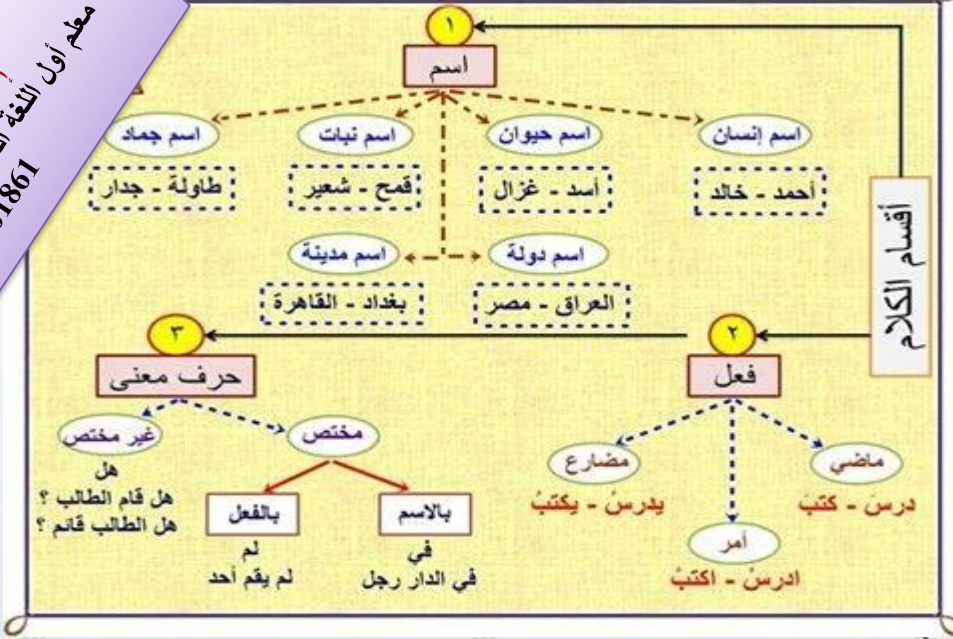 معلم أول اللغة
1861
أقسام الكلام
١
اسم
اسم إنسان
اسم حيوان
اسم نبات
اسم جماد
أحمد - خالد
أسد - غزال
قمح - شعير
طاولة - جدار
اسم دولة
اسم مدينة
العراق - مصر
بغداد - القاهرة
٢
فعل
ماضي
مضارع
درسَ - كتبَ
يدرسُ - يكتبُ
أمر
ادرسْ - اكتبْ
٣
حرف معنى
مختص
غير مختص
بالاسم
بالفعل
في
في الدار رجل
لم
لم يقم أحد
هل
هل قام الطالب ؟
هل الطالب قائم ؟